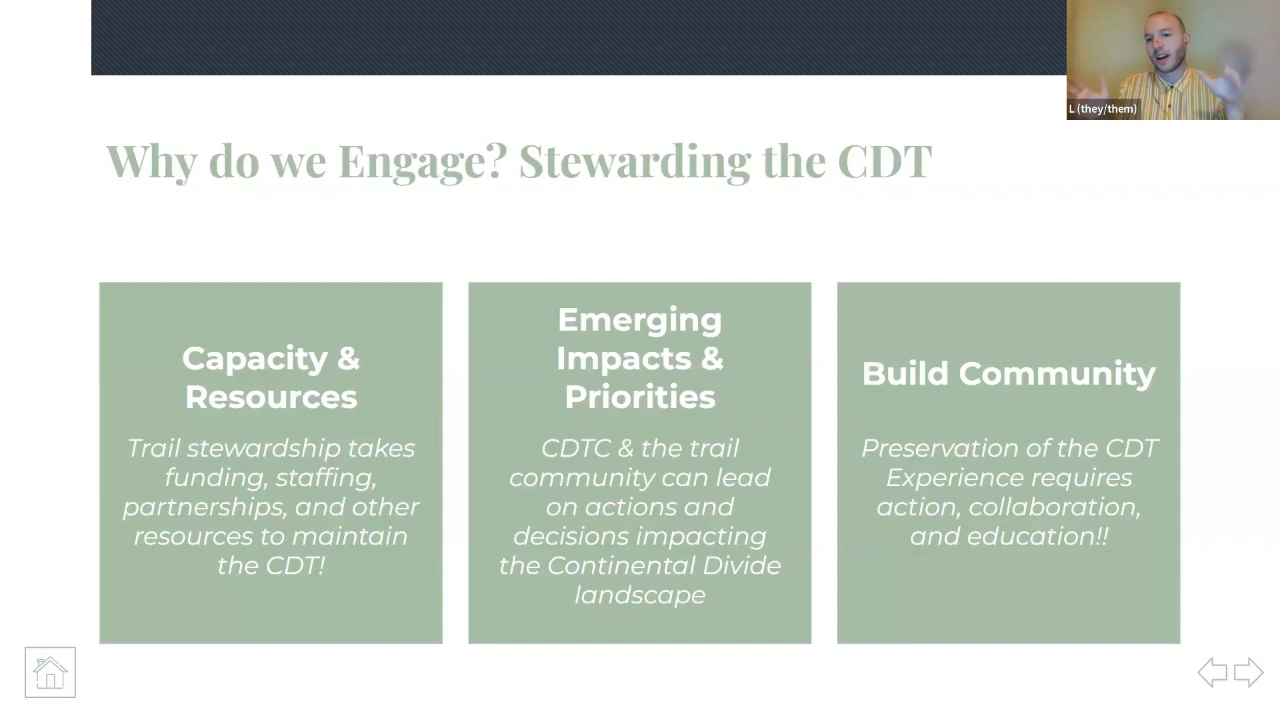 L (they/them)
Why do we Engage? Stewarding the CDT
Capacity &
Resources
Trail stewardship takes
funding, staffing,
partnerships, and other
resources to maintain
the CDT!
Emerging
Impacts &
Priorities
CDTC & the trail
community can lead
on actions and
decisions impacting
the Continental Divide
landscape
Build Community
Preservation of the CDT
Experience requires
action, collaboration,
and education!!